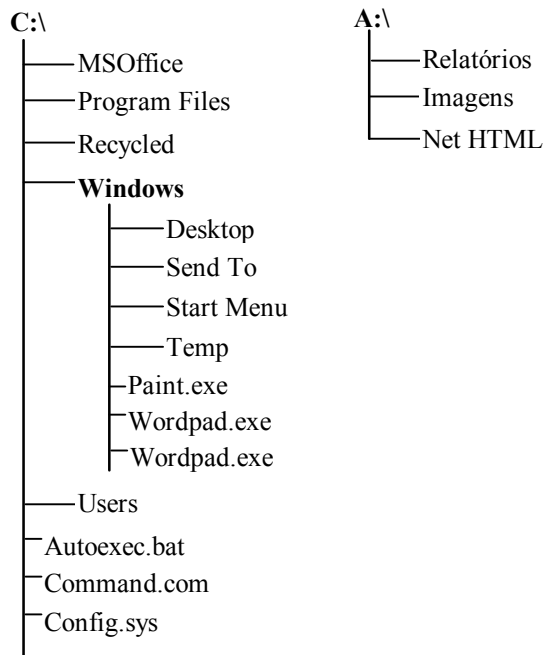 C:\
MSOffice
Program Files
Recycled
Windows
Desktop
Send To
Start Menu
Temp
Paint.exe
Wordpad.exe
Wordpad.exe
Users
Autoexec.bat
Command.com
Config.sys
A:\
Relatórios
Imagens
Net HTML